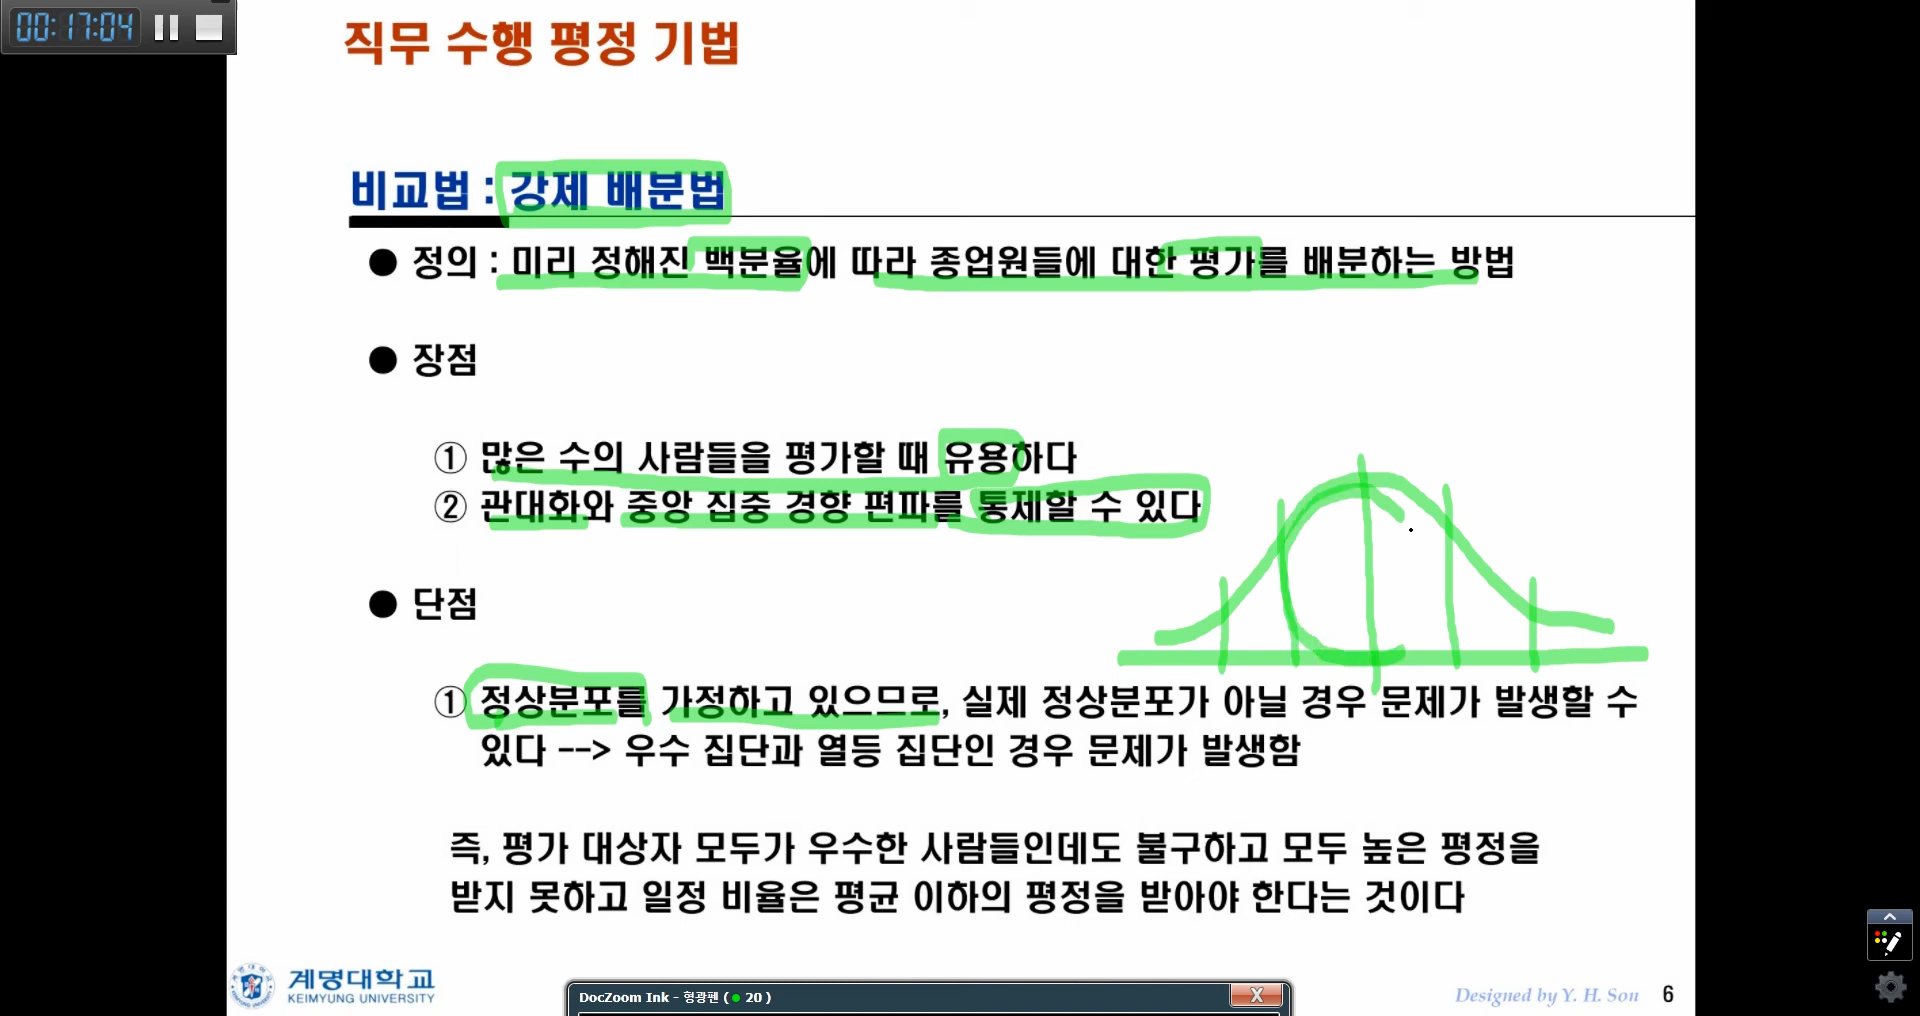 00:17:04
직무 수행 평정 기법
비교법 : 강제 배분법
● 정의 : 미리 정해진 백분율에 따라 종업원들에 대한 평가를 배분하는 방법
● 장점
① 많은 수의 사람들을 평가할 때 유용하다
② 관대화와 중앙 집중 경향 편파를 통제할 수 있다
● 단점
① 정상분포를 가정하고 있으므로, 실제 정상분포가 아닐 경우 문제가 발생할 수
있다 --> 우수 집단과 열등 집단인 경우 문제가 발생함
즉, 평가 대상자 모두가 우수한 사람들인데도 불구하고 모두 높은 평정을
받지 못하고 일정 비율은 평균 이하의 평정을 받아야 한다는 것이다
계명대학교
KEIMYUNG UNIVERSITY
DocZoom Ink - 형광펜 ( ● 20 )
Designed by Y. H. Son 6